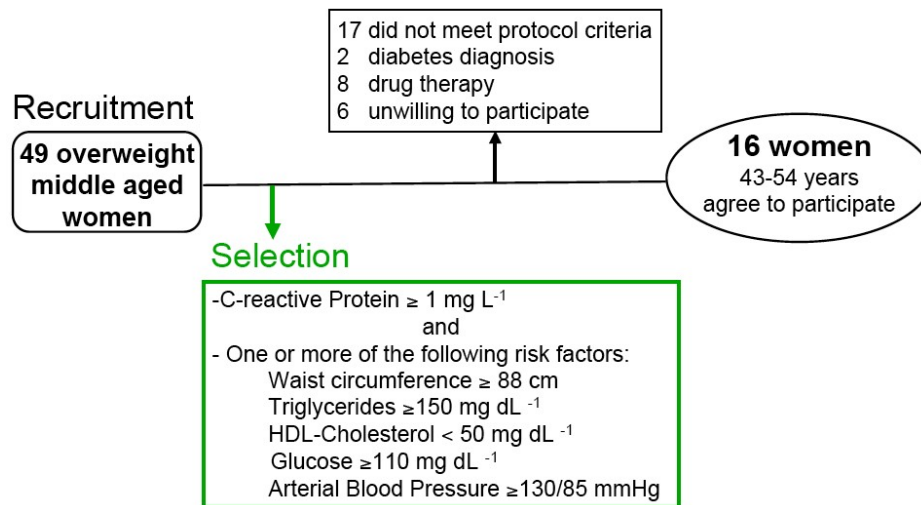 17 did not meet protocol criteria
2 diabetes diagnosis
8 drug therapy
6 unwilling to participate
Recruitment
49 overweight
middle aged
women
16 women
43-54 years
agree to participate
Selection
-C-reactive Protein ≥ 1 mg L⁻¹
and
- One or more of the following risk factors:
Waist circumference ≥ 88 cm
Triglycerides ≥150 mg dL ⁻¹
HDL-Cholesterol < 50 mg dL ⁻¹
Glucose ≥110 mg dL ⁻¹
Arterial Blood Pressure ≥130/85 mmHg